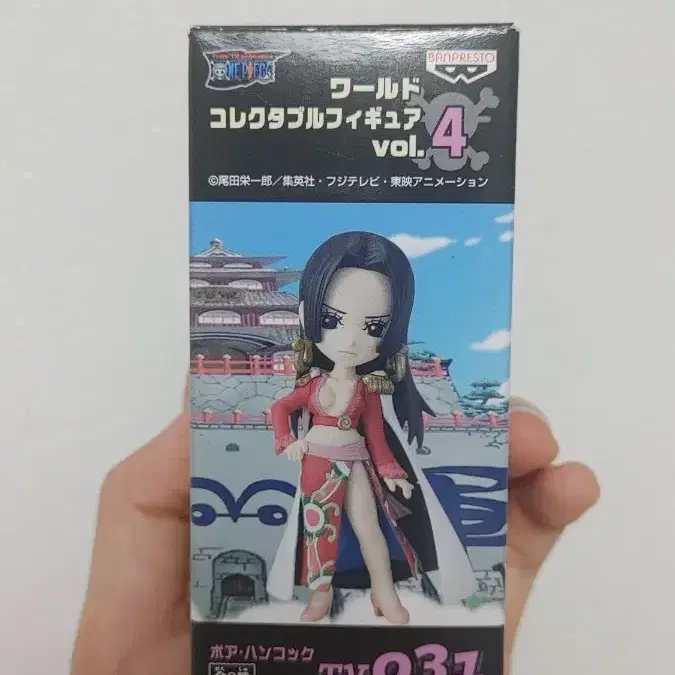 ONE PIECE
BANPRESTO
ワールド
コレクタブルフィギュア
vol.4
©尾田栄一郎／集英社・フジテレビ・東映アニメーション
ボア・ハンコック
TV031